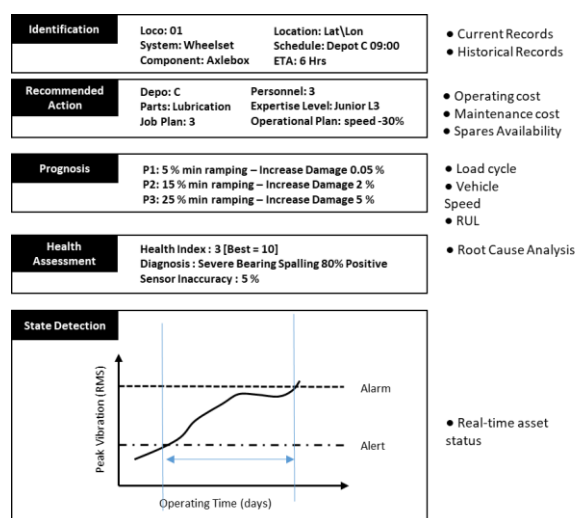 Identification
Loco: 01
Location: Lat\Lon
System: Wheelset
Schedule: Depot C 09:00
Component: Axlebox
ETA: 6 Hrs
● Current Records
● Historical Records
Recommended
Action
Depo: C
Personnel: 3
Parts: Lubrication
Expertise Level: Junior L3
Job Plan: 3
Operational Plan: speed -30%
● Operating cost
● Maintenance cost
● Spares Availability
Prognosis
P1: 5 % min ramping – Increase Damage 0.05 %
P2: 15 % min ramping – Increase Damage 2 %
P3: 25 % min ramping – Increase Damage 5 %
● Load cycle
● Vehicle
Speed
● RUL
Health
Assessment
Health Index : 3 [Best = 10]
Diagnosis : Severe Bearing Spalling 80% Positive
Sensor Inaccuracy : 5 %
● Root Cause Analysis
State Detection
Peak Vibration (RMS)
Alarm
Alert
Operating Time (days)
● Real-time asset
status